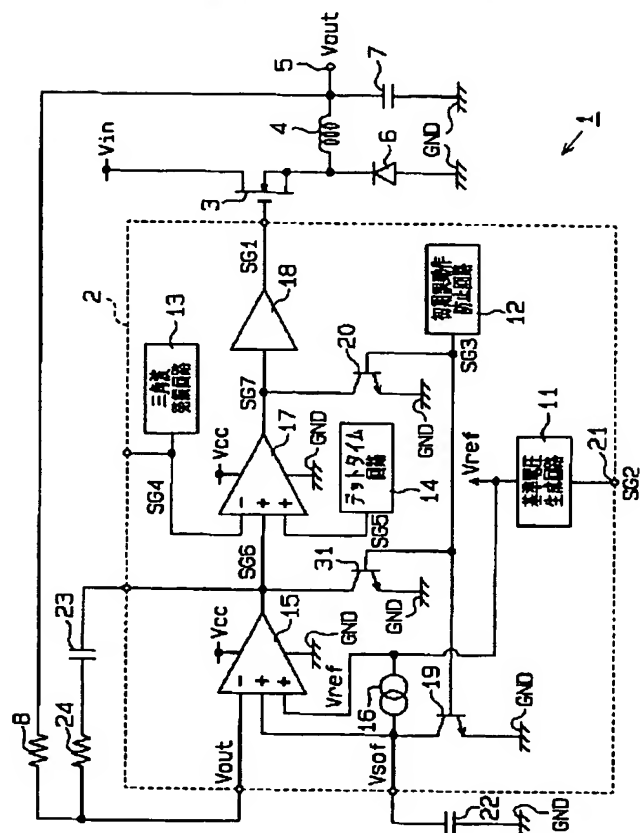 1
2
Vin
3
4
5
Vout
6
7
GND
GND
8
24
23
SG1
18
13
三角波
発振回路
SG4
SG7
20
GND
初期誤動作
防止回路
12
SG3
Vcc
17
GND
デットタイム
回路
14
SG5
SG6
31
GND
Vcc
15
GND
Vref
Vref
11
基準電圧
生成回路
21
SG2
Vout
16
19
GND
Vsof
22
GND